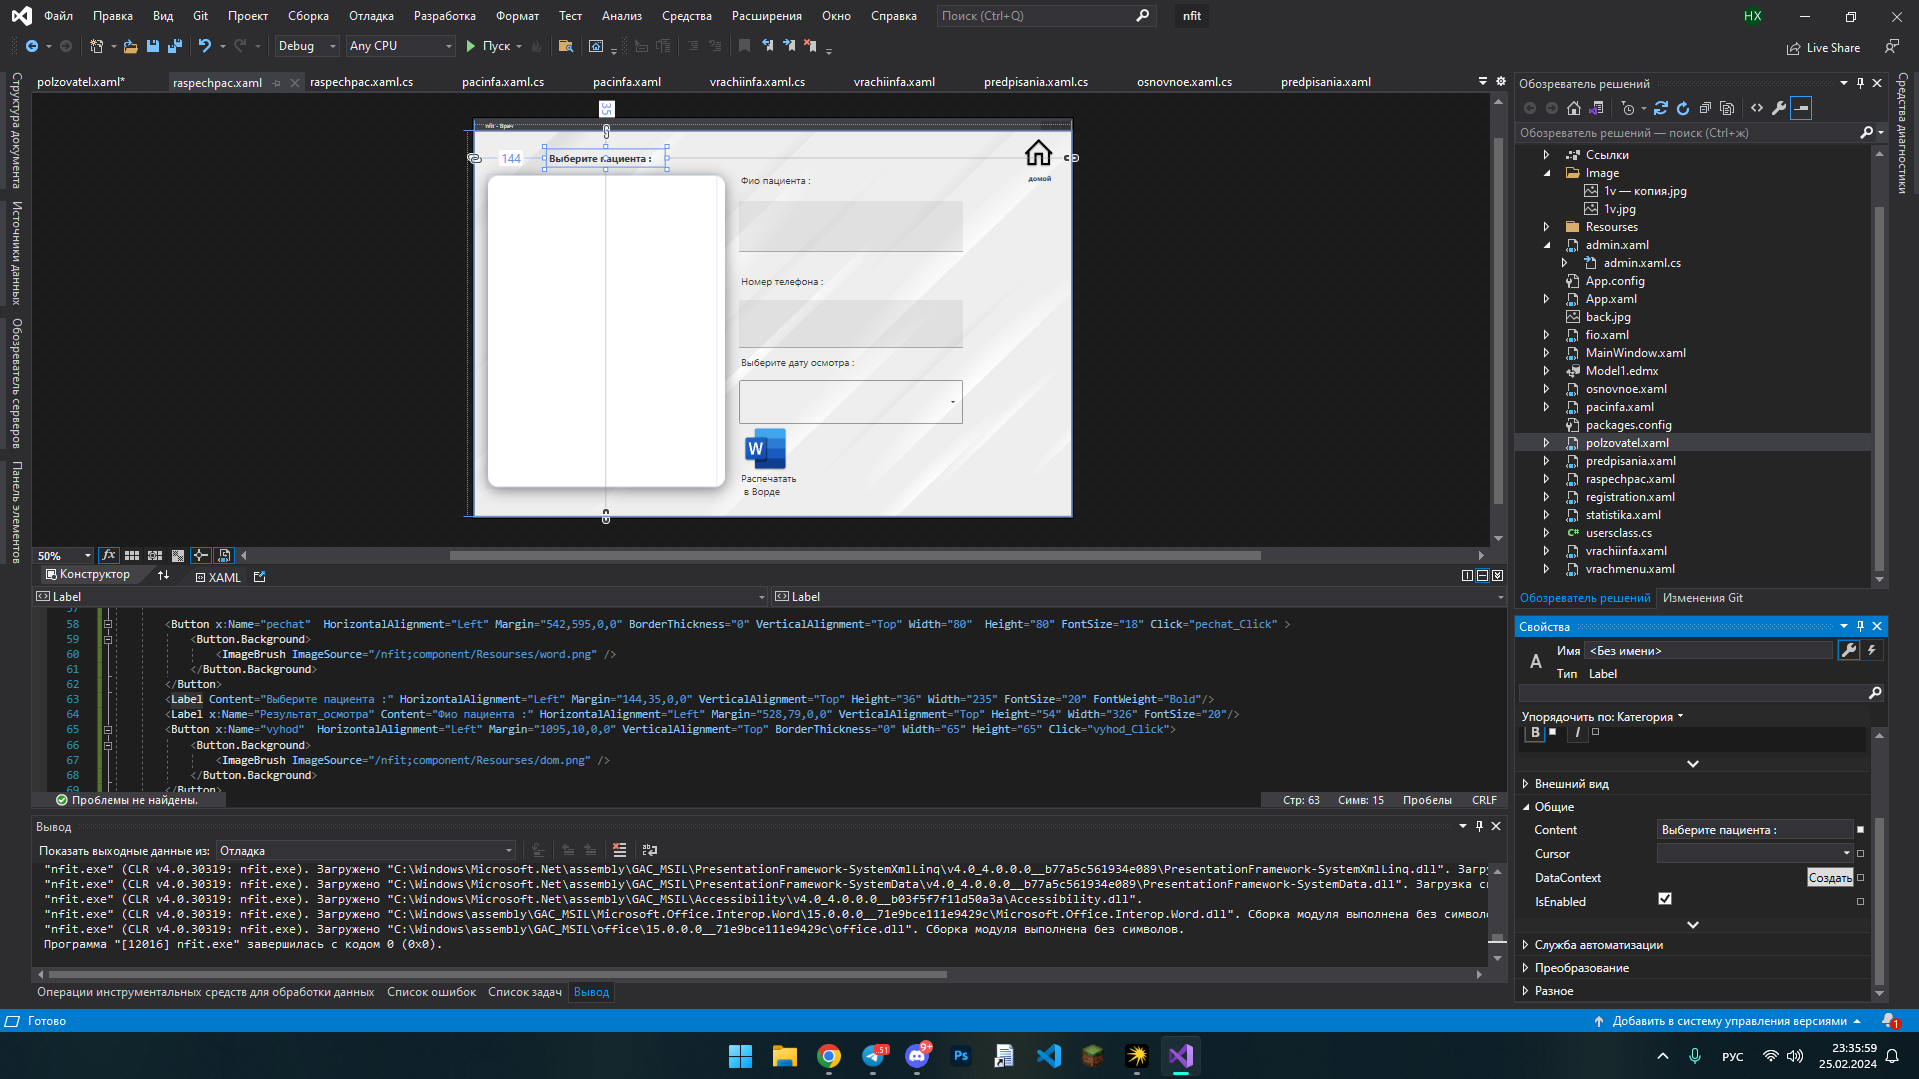 Файл Правка Вид Git Проект Сборка Отладка Разработка Формат Тест Анализ Средства Расширения Окно Справка Поиск (Ctrl+Q) nfit HX
Debug Any CPU Пуск Live Share
polzovatel.xaml* raspechpac.xaml raspechpac.xaml.cs pacinfa.xaml.cs pacinfa.xaml vrachiinfa.xaml.cs vrachiinfa.xaml predpisania.xaml.cs osnovnoe.xaml.cs predpisania.xaml
Структура документа
Источники данных
Обозреватель серверов
Панель элементов
35
nfit - Врач
144 Выберите пациента :
домой
Фио пациента :
Номер телефона :
Выберите дату осмотра :
W
Распечатать
в Ворде
50% fx
Конструктор XAML
Label Label
57
58 <Button x:Name="pechat" HorizontalAlignment="Left" Margin="542,595,0,0" BorderThickness="0" VerticalAlignment="Top" Width="80" Height="80" FontSize="18" Click="pechat_Click" >
59 <Button.Background>
60 <ImageBrush ImageSource="/nfit;component/Resourses/word.png" />
61 </Button.Background>
62 </Button>
63 <Label Content="Выберите пациента :" HorizontalAlignment="Left" Margin="144,35,0,0" VerticalAlignment="Top" Height="36" Width="235" FontSize="20" FontWeight="Bold"/>
64 <Label x:Name="Результат_осмотра" Content="Фио пациента :" HorizontalAlignment="Left" Margin="528,79,0,0" VerticalAlignment="Top" Height="54" Width="326" FontSize="20"/>
65 <Button x:Name="vyhod" HorizontalAlignment="Left" Margin="1095,10,0,0" VerticalAlignment="Top" BorderThickness="0" Width="65" Height="65" Click="vyhod_Click">
66 <Button.Background>
67 <ImageBrush ImageSource="/nfit;component/Resourses/dom.png" />
68 </Button.Background>
69 </Button>
Проблемы не найдены. Стр: 63 Симв: 15 Пробелы CRLF
Вывод
Показать выходные данные из: Отладка
"nfit.exe" (CLR v4.0.30319: nfit.exe). Загружено "C:\Windows\Microsoft.Net\assembly\GAC_MSIL\PresentationFramework-SystemXmlLinq\v4.0_4.0.0.0__b77a5c561934e089\PresentationFramework-SystemXmlLinq.dll". Загру
"nfit.exe" (CLR v4.0.30319: nfit.exe). Загружено "C:\Windows\Microsoft.Net\assembly\GAC_MSIL\PresentationFramework-SystemData\v4.0_4.0.0.0__b77a5c561934e089\PresentationFramework-SystemData.dll". Загрузка с
"nfit.exe" (CLR v4.0.30319: nfit.exe). Загружено "C:\Windows\Microsoft.Net\assembly\GAC_MSIL\Accessibility\v4.0_4.0.0.0__b03f5f7f11d50a3a\Accessibility.dll".
"nfit.exe" (CLR v4.0.30319: nfit.exe). Загружено "C:\Windows\assembly\GAC_MSIL\Microsoft.Office.Interop.Word\15.0.0.0__71e9bce111e9429c\Microsoft.Office.Interop.Word.dll". Сборка модуля выполнена без символо
"nfit.exe" (CLR v4.0.30319: nfit.exe). Загружено "C:\Windows\assembly\GAC_MSIL\office\15.0.0.0__71e9bce111e9429c\office.dll". Сборка модуля выполнена без символов.
Программа "[12016] nfit.exe" завершилась с кодом 0 (0x0).
Операции инструментальных средств для обработки данных Список ошибок Список задач Вывод
Обозреватель решений
Обозреватель решений — поиск (Ctrl+ж)
Ссылки
Image
1v — копия.jpg
1v.jpg
Resourses
admin.xaml
admin.xaml.cs
App.config
App.xaml
back.jpg
fio.xaml
MainWindow.xaml
Model1.edmx
osnovnoe.xaml
pacinfa.xaml
packages.config
polzovatel.xaml
predpisania.xaml
raspechpac.xaml
registration.xaml
statistika.xaml
C# usersclass.cs
vrachiinfa.xaml
vrachmenu.xaml
Обозреватель решений Изменения Git
Свойства
A Имя <Без имени>
Тип Label
Упорядочить по: Категория
B I
Внешний вид
Общие
Content Выберите пациента :
Cursor
DataContext Создать
IsEnabled
Служба автоматизации
Преобразование
Разное
Средства диагностики
Готово Добавить в систему управления версиями 1
51 9+ Ps РУС 23:35:59
25.02.2024